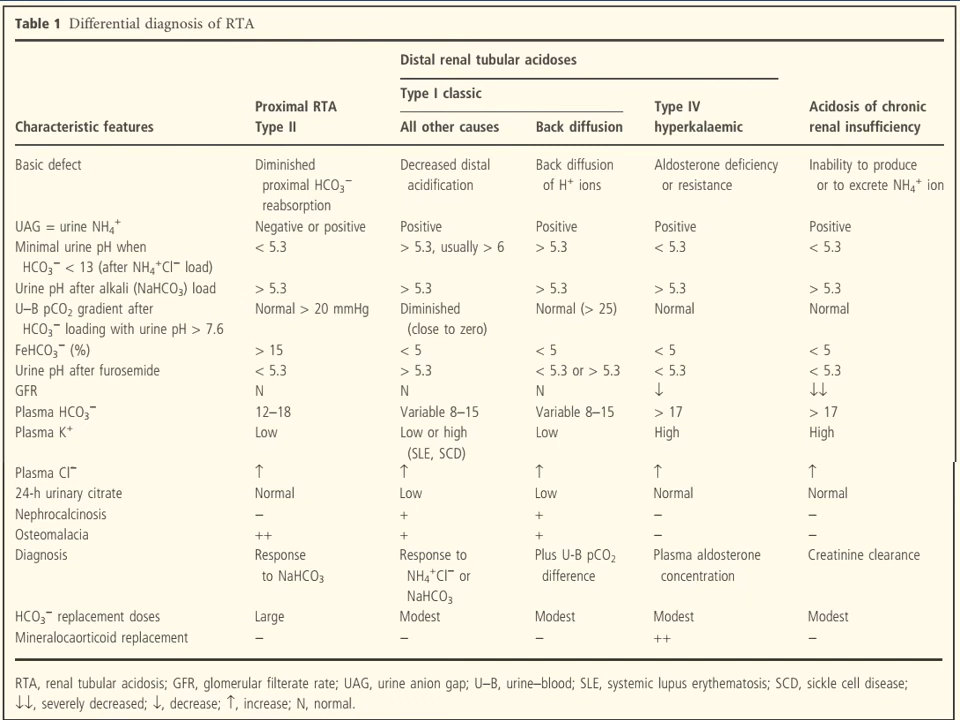 Table 1 Differential diagnosis of RTA
Distal renal tubular acidoses
Type I classic
Proximal RTA Type IV Acidosis of chronic
Characteristic features Type II All other causes Back diffusion hyperkalaemic renal insufficiency
Basic defect Diminished Decreased distal Back diffusion Aldosterone deficiency Inability to produce
proximal HCO₃⁻ acidification of H⁺ ions or resistance or to excrete NH₄⁺ ion
reabsorption
UAG = urine NH₄⁺ Negative or positive Positive Positive Positive Positive
Minimal urine pH when < 5.3 > 5.3, usually > 6 > 5.3 < 5.3 < 5.3
HCO₃⁻ < 13 (after NH₄⁺Cl⁻ load)
Urine pH after alkali (NaHCO₃) load > 5.3 > 5.3 > 5.3 > 5.3 > 5.3
U–B pCO₂ gradient after Normal > 20 mmHg Diminished Normal (> 25) Normal Normal
HCO₃⁻ loading with urine pH > 7.6 (close to zero)
FeHCO₃⁻ (%) > 15 < 5 < 5 < 5 < 5
Urine pH after furosemide < 5.3 > 5.3 < 5.3 or > 5.3 < 5.3 < 5.3
GFR N N N ↓ ↓↓
Plasma HCO₃⁻ 12–18 Variable 8–15 Variable 8–15 > 17 > 17
Plasma K⁺ Low Low or high Low High High
(SLE, SCD)
Plasma Cl⁻ ↑ ↑ ↑ ↑ ↑
24-h urinary citrate Normal Low Low Normal Normal
Nephrocalcinosis – + + – –
Osteomalacia ++ + + – –
Diagnosis Response Response to Plus U-B pCO₂ Plasma aldosterone Creatinine clearance
to NaHCO₃ NH₄⁺Cl⁻ or difference concentration
NaHCO₃
HCO₃⁻ replacement doses Large Modest Modest Modest Modest
Mineralocaorticoid replacement – – – ++ –
RTA, renal tubular acidosis; GFR, glomerular filterate rate; UAG, urine anion gap; U–B, urine–blood; SLE, systemic lupus erythematosis; SCD, sickle cell disease;
↓↓, severely decreased; ↓, decrease; ↑, increase; N, normal.